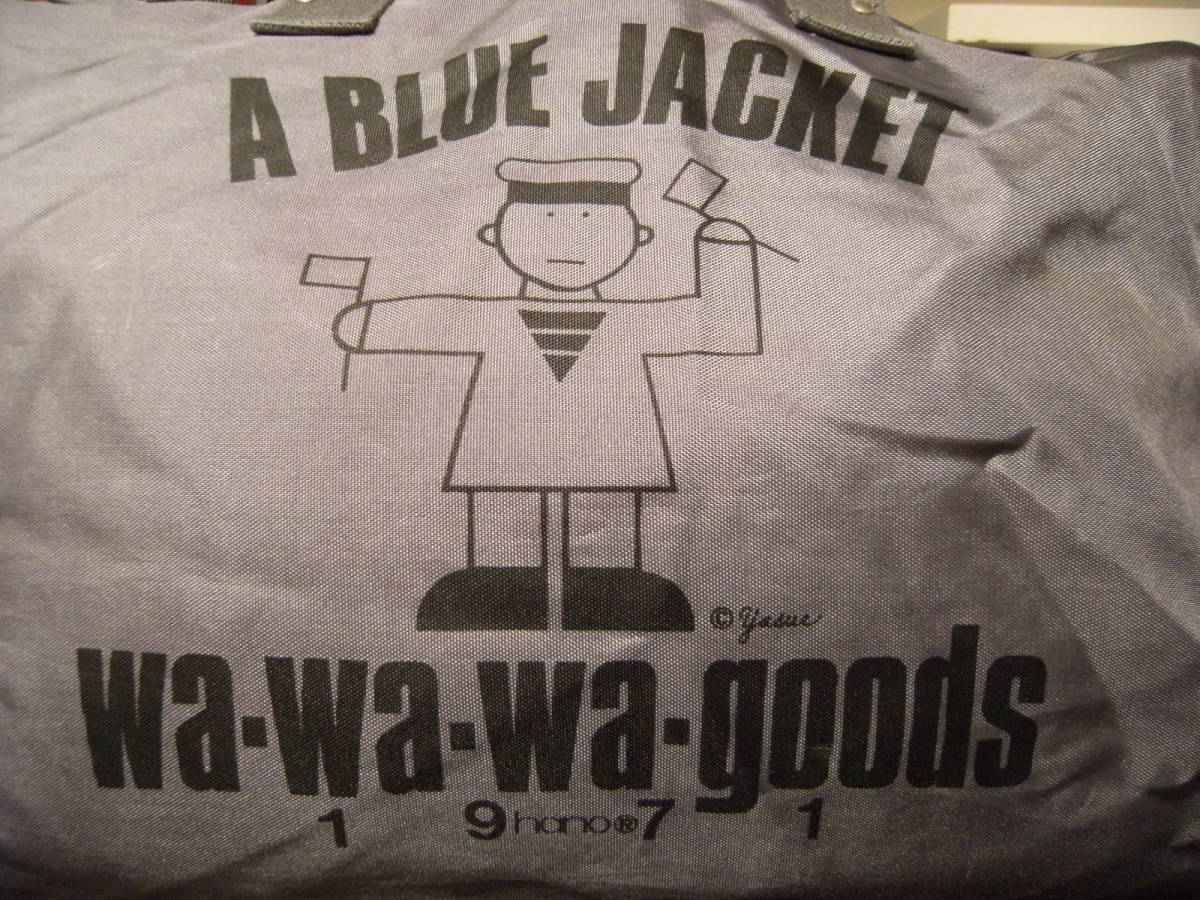 A BLUE JACKET
© Yasue
wa·wa·wa·goods
1 9 hano® 7 1